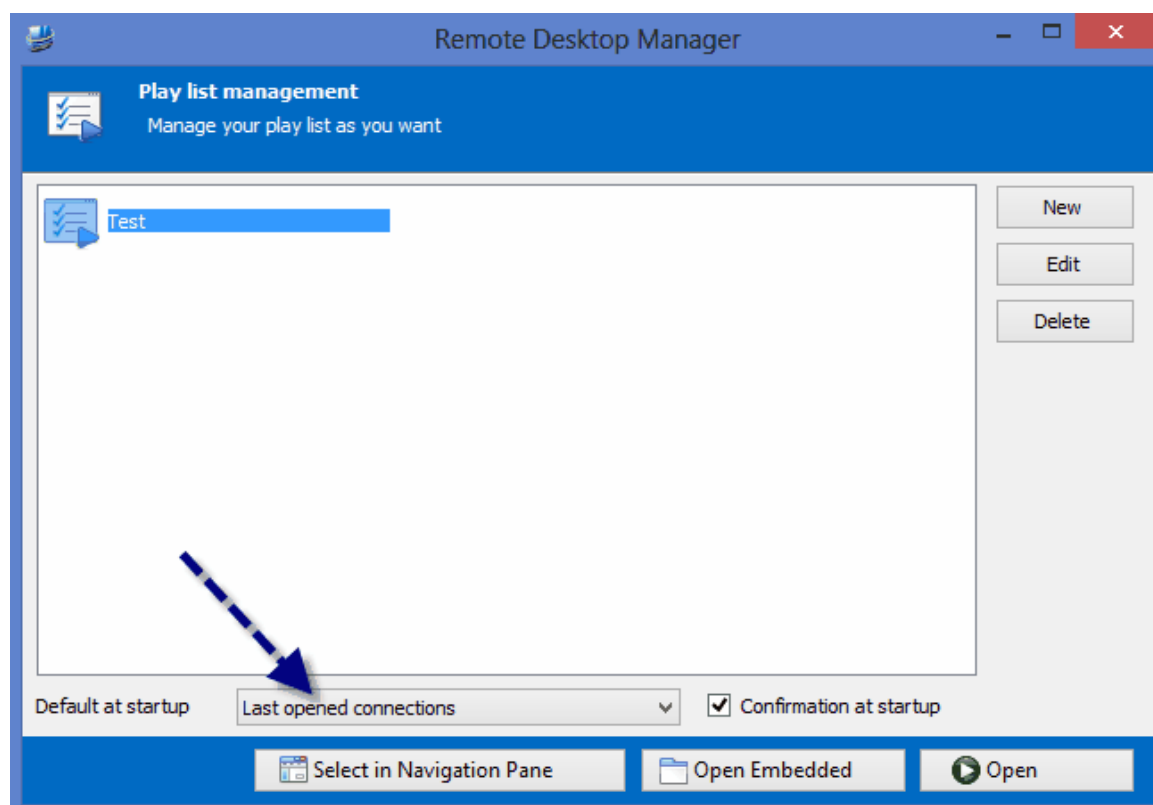 Remote Desktop Manager
Play list management
Manage your play list as you want
Test
New
Edit
Delete
Default at startup Last opened connections Confirmation at startup
Select in Navigation Pane Open Embedded Open